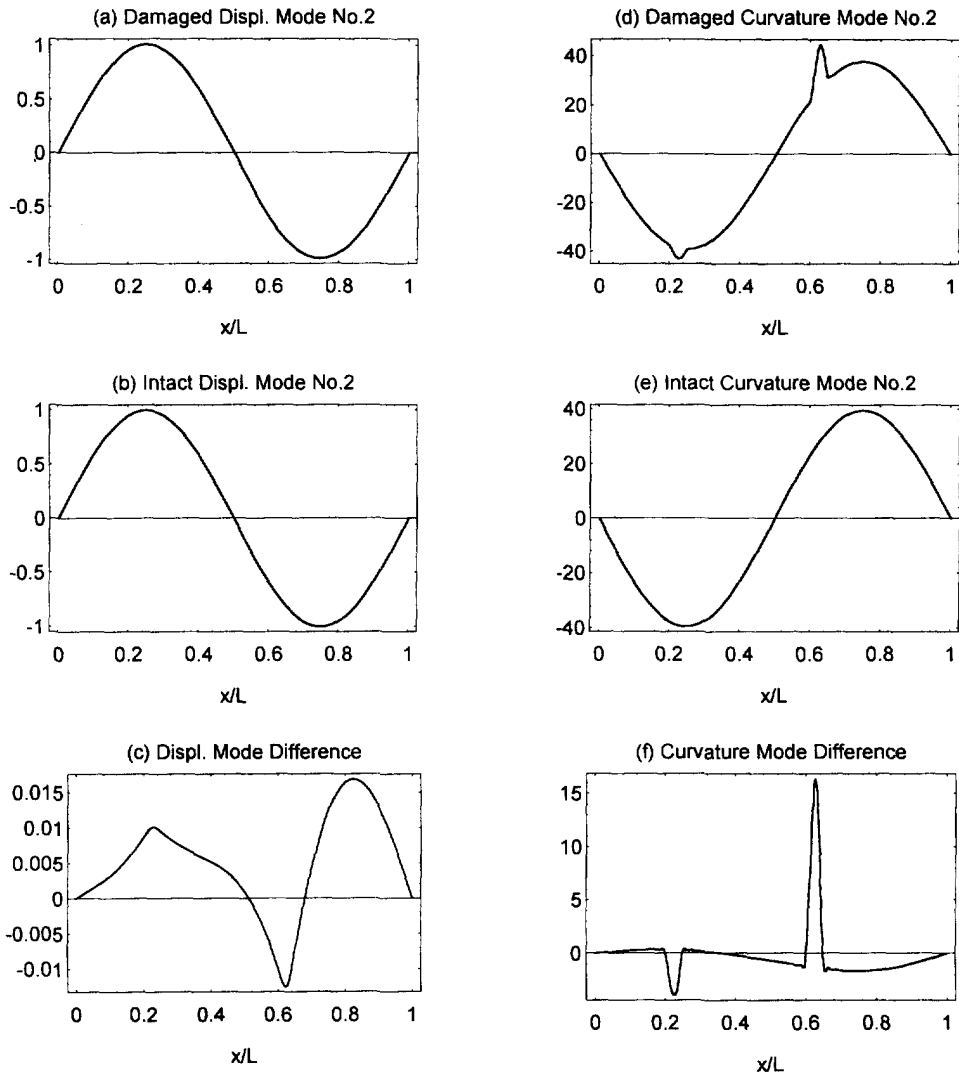 (a) Damaged Displ. Mode No.2
1
0.5
0
-0.5
-1
0 0.2 0.4 0.6 0.8 1
x/L
(d) Damaged Curvature Mode No.2
40
20
0
-20
-40
0 0.2 0.4 0.6 0.8 1
x/L
(b) Intact Displ. Mode No.2
1
0.5
0
-0.5
-1
0 0.2 0.4 0.6 0.8 1
x/L
(e) Intact Curvature Mode No.2
40
20
0
-20
-40
0 0.2 0.4 0.6 0.8 1
x/L
(c) Displ. Mode Difference
0.015
0.01
0.005
0
-0.005
-0.01
0 0.2 0.4 0.6 0.8 1
x/L
(f) Curvature Mode Difference
15
10
5
0
0 0.2 0.4 0.6 0.8 1
x/L